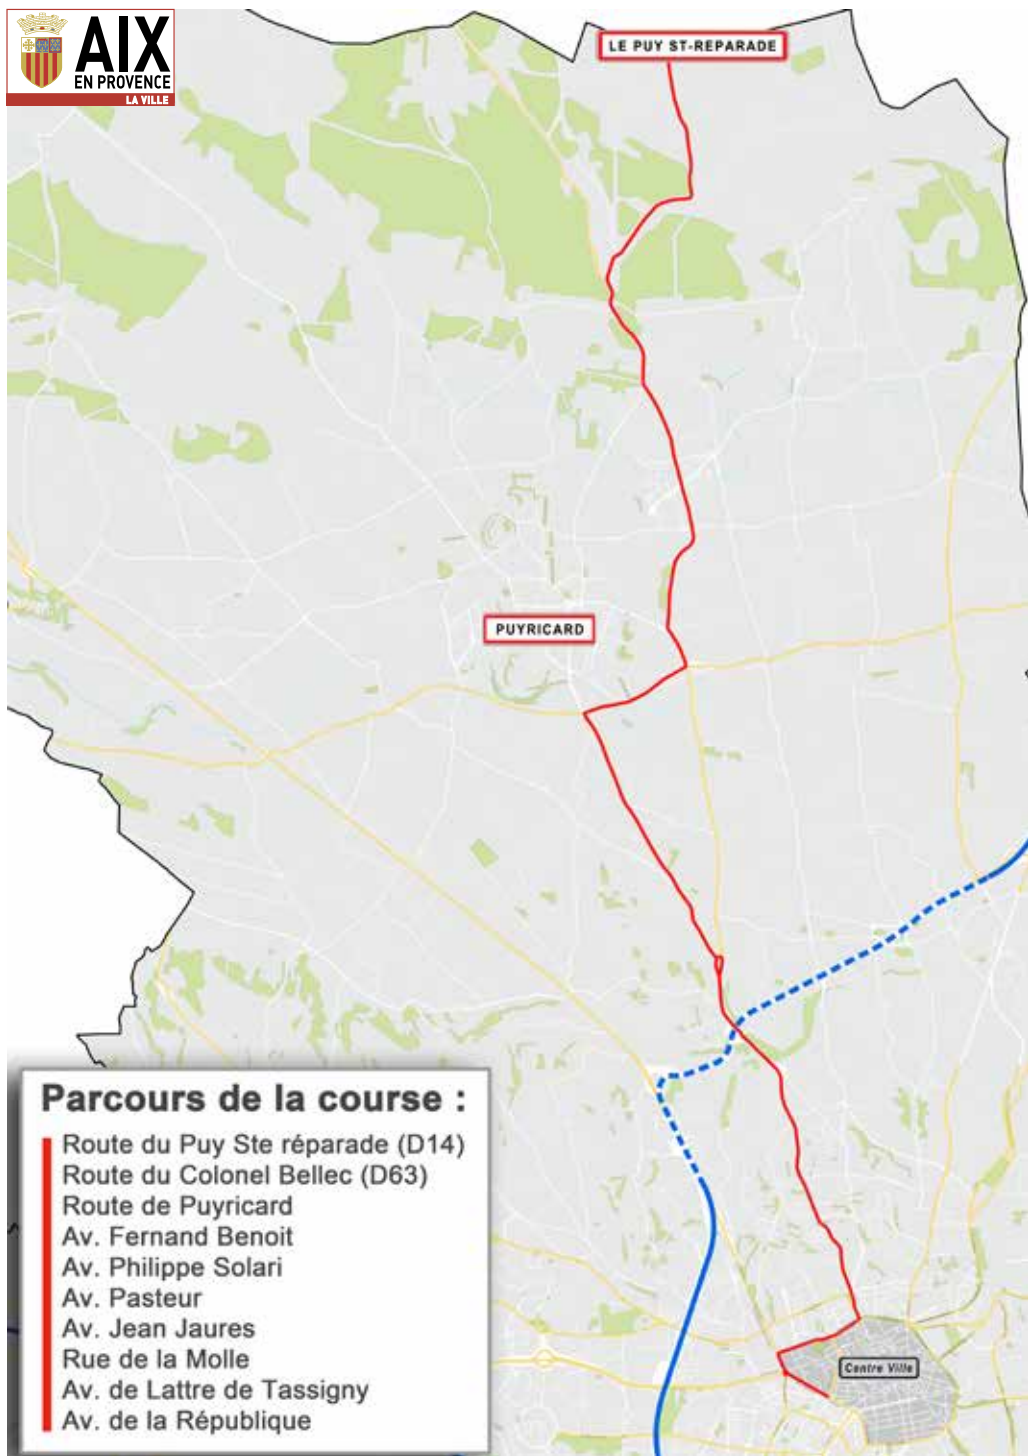 AIX
EN PROVENCE
LA VILLE
LE PUY ST-REPARADE
PUYRICARD
Parcours de la course :
Route du Puy Ste réparade (D14)
Route du Colonel Bellec (D63)
Route de Puyricard
Av. Fernand Benoit
Av. Philippe Solari
Av. Pasteur
Av. Jean Jaures
Rue de la Molle
Av. de Lattre de Tassigny
Av. de la République
Centre Ville